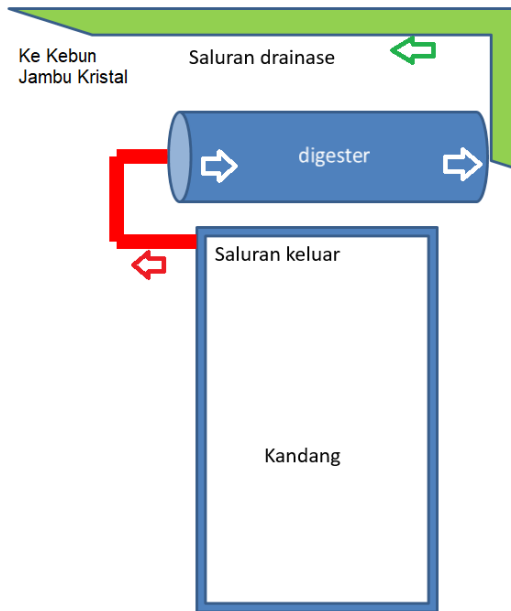 Ke Kebun
Jambu Kristal
Saluran drainase
digester
Saluran keluar
Kandang